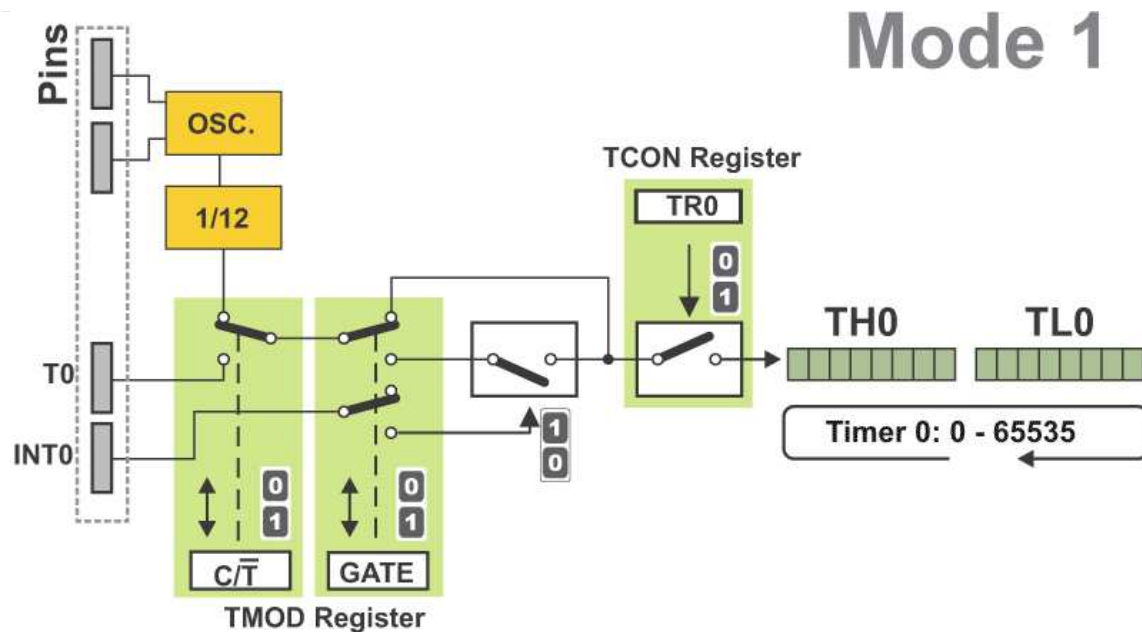 Mode 1
Pins
OSC.
1/12
TCON Register
TR0
0
1
TH0 TL0
Timer 0: 0 - 65535
T0
INT0
1
0
0
1
0
1
C/T̅
GATE
TMOD Register